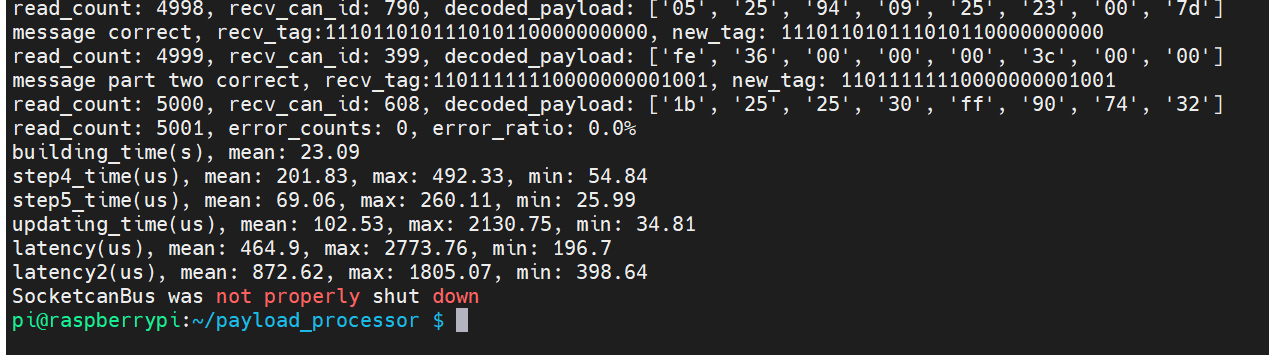 read_count: 4998, recv_can_id: 790, decoded_payload: ['05', '25', '94', '09', '25', '23', '00', '7d']
message correct, recv_tag:1110110101110101100000000000, new_tag: 1110110101110101100000000000
read_count: 4999, recv_can_id: 399, decoded_payload: ['fe', '36', '00', '00', '00', '3c', '00', '00']
message part two correct, recv_tag:11011111110000000001001, new_tag: 11011111110000000001001
read_count: 5000, recv_can_id: 608, decoded_payload: ['1b', '25', '25', '30', 'ff', '90', '74', '32']
read_count: 5001, error_counts: 0, error_ratio: 0.0%
building_time(s), mean: 23.09
step4_time(us), mean: 201.83, max: 492.33, min: 54.84
step5_time(us), mean: 69.06, max: 260.11, min: 25.99
updating_time(us), mean: 102.53, max: 2130.75, min: 34.81
latency(us), mean: 464.9, max: 2773.76, min: 196.7
latency2(us), mean: 872.62, max: 1805.07, min: 398.64
SocketcanBus was not properly shut down
pi@raspberrypi:~/payload_processor $